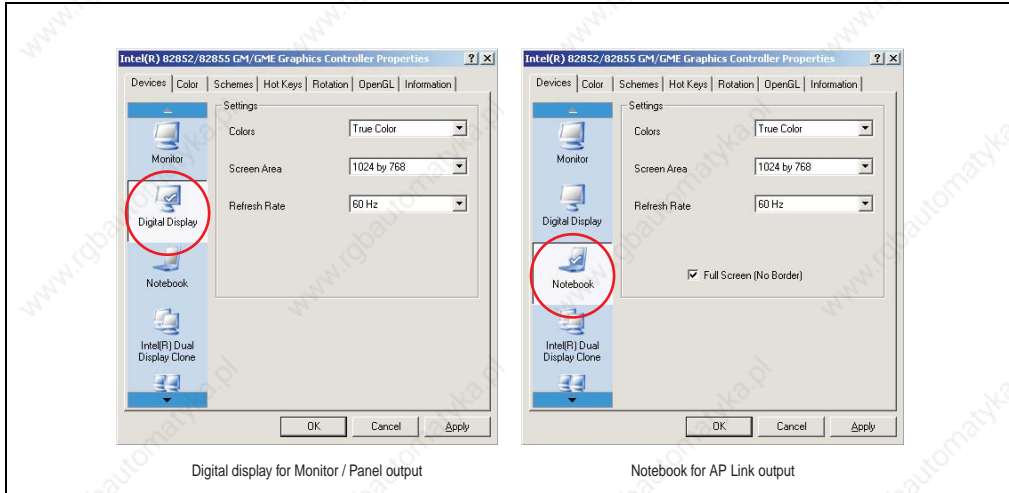 Intel(R) 82852/82855 GM/GME Graphics Controller Properties
Devices Color Schemes Hot Keys Rotation OpenGL Information
Monitor
Digital Display
Notebook
Intel(R) Dual
Display Clone
Settings
Colors True Color
Screen Area 1024 by 768
Refresh Rate 60 Hz
OK Cancel Apply
Digital display for Monitor / Panel output
Intel(R) 82852/82855 GM/GME Graphics Controller Properties
Devices Color Schemes Hot Keys Rotation OpenGL Information
Monitor
Digital Display
Notebook
Intel(R) Dual
Display Clone
Settings
Colors True Color
Screen Area 1024 by 768
Refresh Rate 60 Hz
Full Screen (No Border)
OK Cancel Apply
Notebook for AP Link output
www.rgbautomatyka.pl